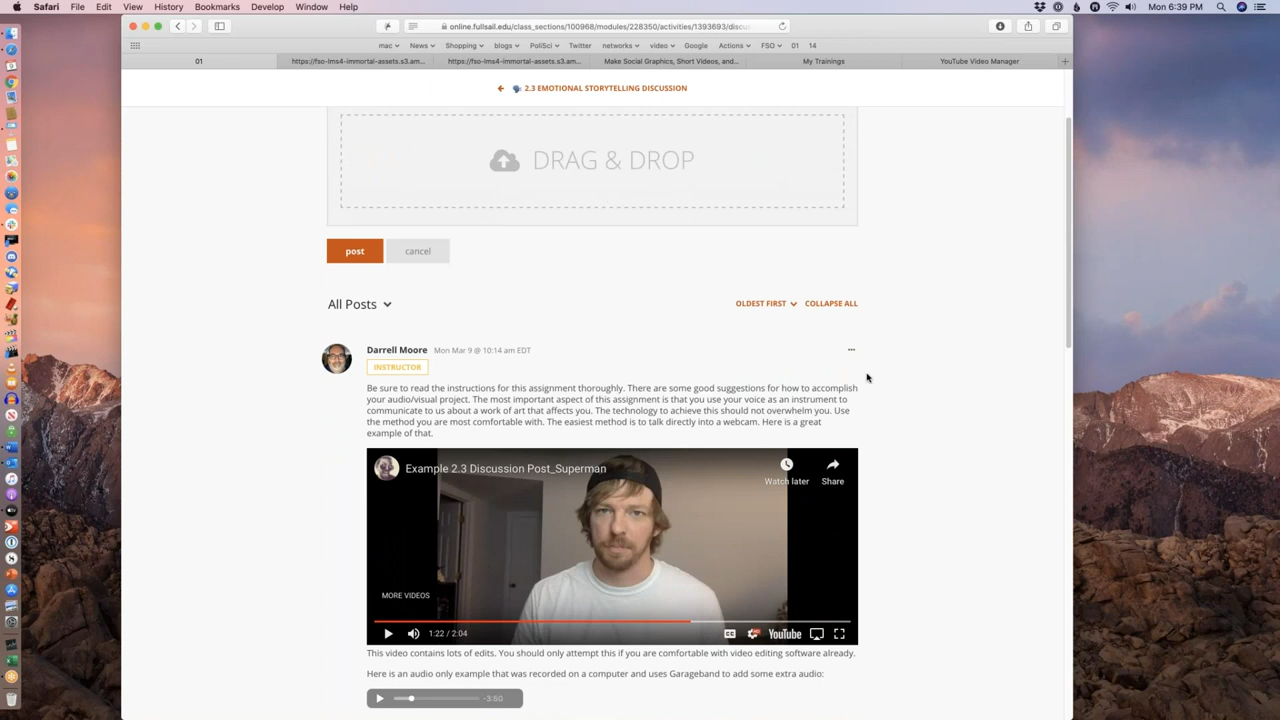 Safari File Edit View History Bookmarks Develop Window Help
Mon 6:39 PM
online.fullsail.edu/class_sections/100968/modules/228350/activities/1393693/discu...
mac News Shopping blogs PoliSci Twitter networks video Google Actions FSO 01 14
01
https://fso-lms4-immortal-assets.s3.am...
https://fso-lms4-immortal-assets.s3.am...
Make Social Graphics, Short Videos, and...
My Trainings
YouTube Video Manager
2.3 EMOTIONAL STORYTELLING DISCUSSION
DRAG & DROP
post
cancel
All Posts
OLDEST FIRST
COLLAPSE ALL
Darrell Moore Mon Mar 9 @ 10:14 am EDT
INSTRUCTOR
Be sure to read the instructions for this assignment thoroughly. There are some good suggestions for how to accomplish
your audio/visual project. The most important aspect of this assignment is that you use your voice as an instrument to
communicate to us about a work of art that affects you. The technology to achieve this should not overwhelm you. Use
the method you are most comfortable with. The easiest method is to talk directly into a webcam. Here is a great
example of that.
Example 2.3 Discussion Post_Superman
Watch later
Share
MORE VIDEOS
1:22 / 2:04
CC
YouTube
This video contains lots of edits. You should only attempt this if you are comfortable with video editing software already.
Here is an audio only example that was recorded on a computer and uses Garageband to add some extra audio:
-3:50